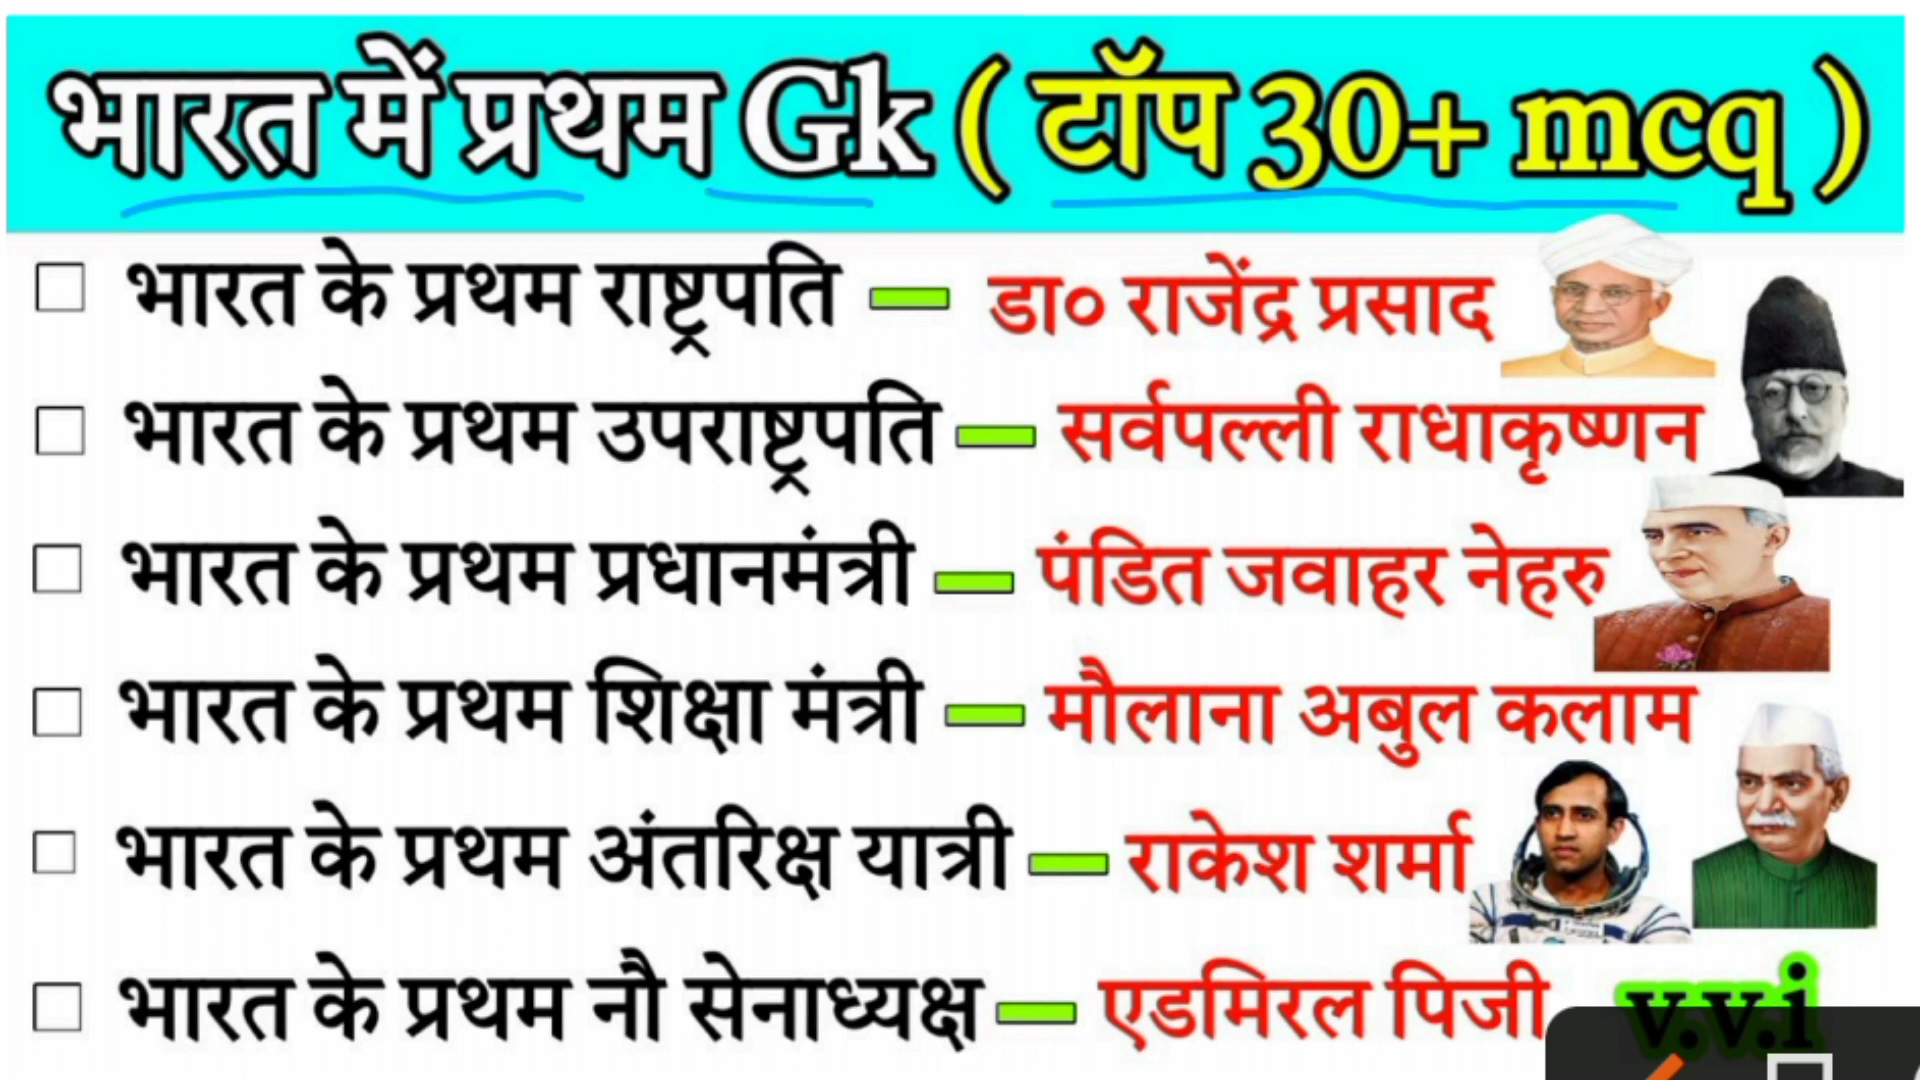 भारत में प्रथम Gk ( टॉप 30+ mcq )
भारत के प्रथम राष्ट्रपति – डा० राजेंद्र प्रसाद
भारत के प्रथम उपराष्ट्रपति – सर्वपल्ली राधाकृष्णन
भारत के प्रथम प्रधानमंत्री – पंडित जवाहर नेहरु
भारत के प्रथम शिक्षा मंत्री – मौलाना अबुल कलाम
भारत के प्रथम अंतरिक्ष यात्री – राकेश शर्मा
भारत के प्रथम नौ सेनाध्यक्ष – एडमिरल पिजी v.v.i